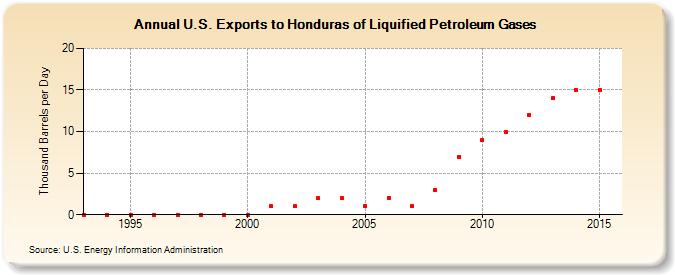 Annual U.S. Exports to Honduras of Liquified Petroleum Gases
Thousand Barrels per Day
20
15
10
5
0
1995 2000 2005 2010 2015
Source: U.S. Energy Information Administration